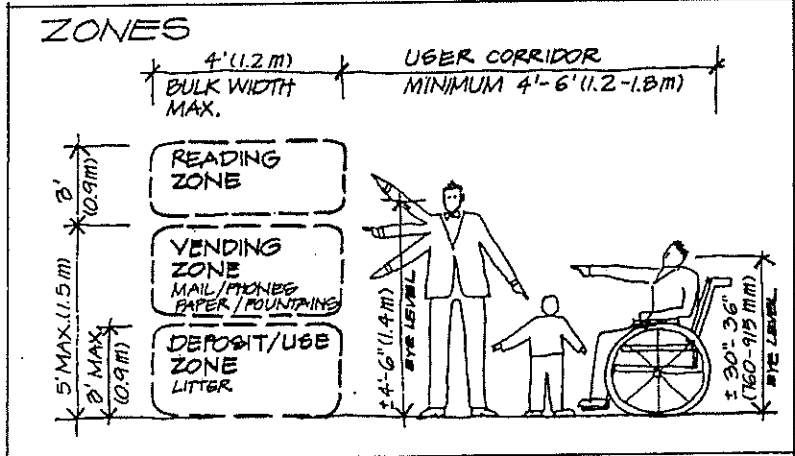 ZONES
4'(1.2 m)
BULK WIDTH
MAX.
USER CORRIDOR
MINIMUM 4'-6' (1.2-1.8 m)
READING
ZONE
VENDING
ZONE
MAIL/PHONES
PAPER/FOUNTAINS
DEPOSIT/USE
ZONE
LITTER
3'
(0.9 m)
5' MAX. (1.5 m)
3' MAX.
(0.9 m)
±4'-6" (1.4 m)
EYE LEVEL
± 30"-36"
(760-915 mm)
EYE LEVEL